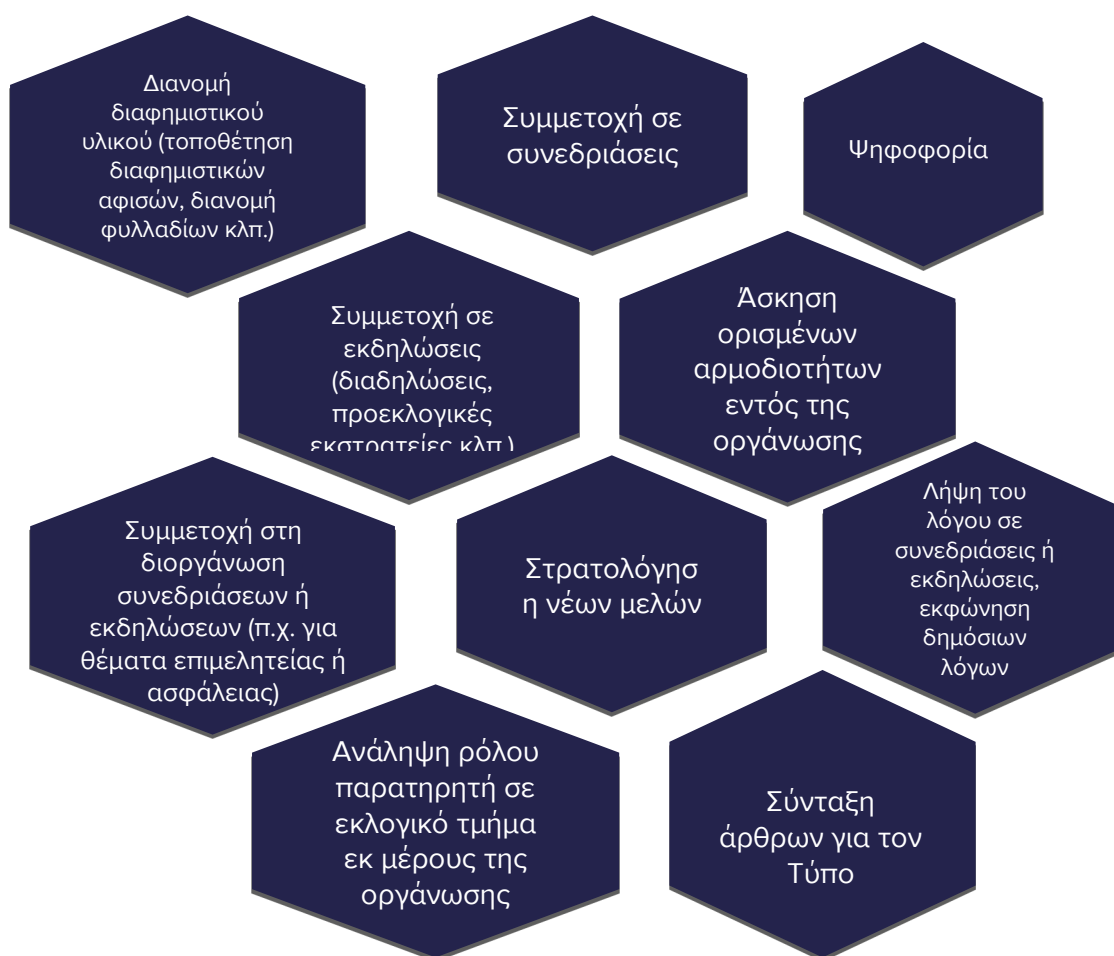 Διανομή
διαφημιστικού
υλικού (τοποθέτηση
διαφημιστικών
αφισών, διανομή
φυλλαδίων κλπ.)
Συμμετοχή σε
συνεδριάσεις
Ψηφοφορία
Συμμετοχή σε
εκδηλώσεις
(διαδηλώσεις,
προεκλογικές
εκστρατείες κλπ.)
Άσκηση
ορισμένων
αρμοδιοτήτων
εντός της
οργάνωσης
Συμμετοχή στη
διοργάνωση
συνεδριάσεων ή
εκδηλώσεων (π.χ. για
θέματα επιμελητείας ή
ασφάλειας)
Στρατολόγησ
η νέων μελών
Λήψη του
λόγου σε
συνεδριάσεις ή
εκδηλώσεις,
εκφώνηση
δημόσιων
λόγων
Ανάληψη ρόλου
παρατηρητή σε
εκλογικό τμήμα
εκ μέρους της
οργάνωσης
Σύνταξη
άρθρων για τον
Τύπο